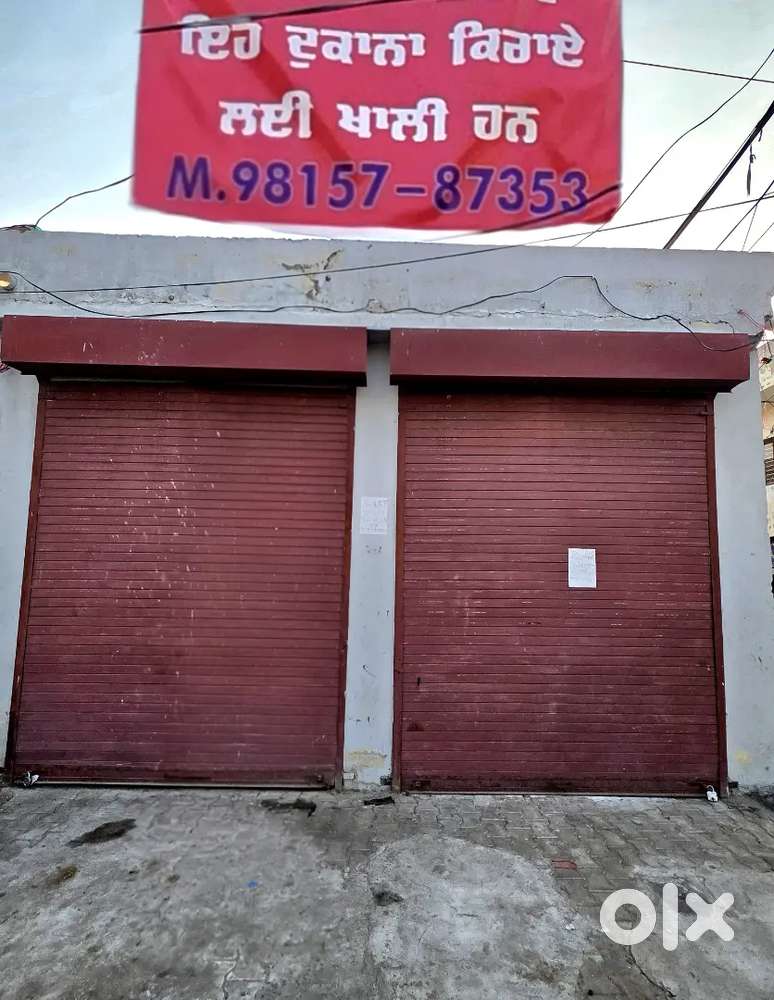 ਇਹ ਦੁਕਾਨਾ ਕਿਰਾਏ
ਲਈ ਖਾਲੀ ਹਨ
M.98157-87353
olx